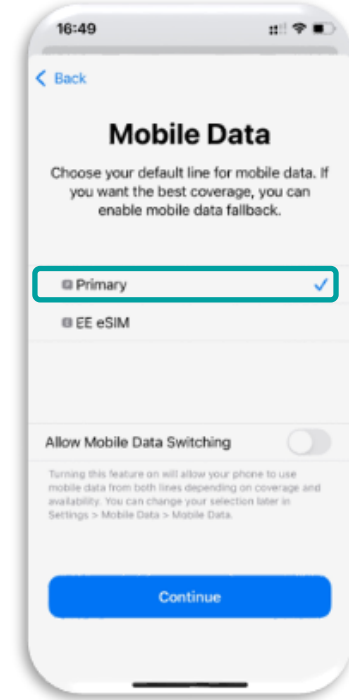 16:49
Back
Mobile Data
Choose your default line for mobile data. If
you want the best coverage, you can
enable mobile data fallback.
P Primary
E EE eSIM
Allow Mobile Data Switching
Turning this feature on will allow your phone to use
mobile data from both lines depending on coverage and
availability. You can change your selection later in
Settings > Mobile Data > Mobile Data.
Continue